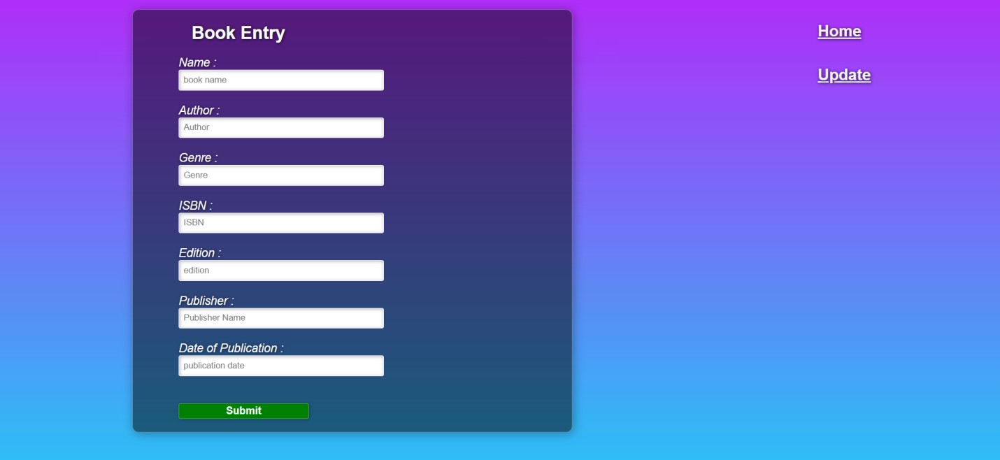 Book Entry
Home
Name :
book name
Update
Author :
Author
Genre :
Genre
ISBN :
ISBN
Edition :
edition
Publisher :
Publisher Name
Date of Publication :
publication date
Submit